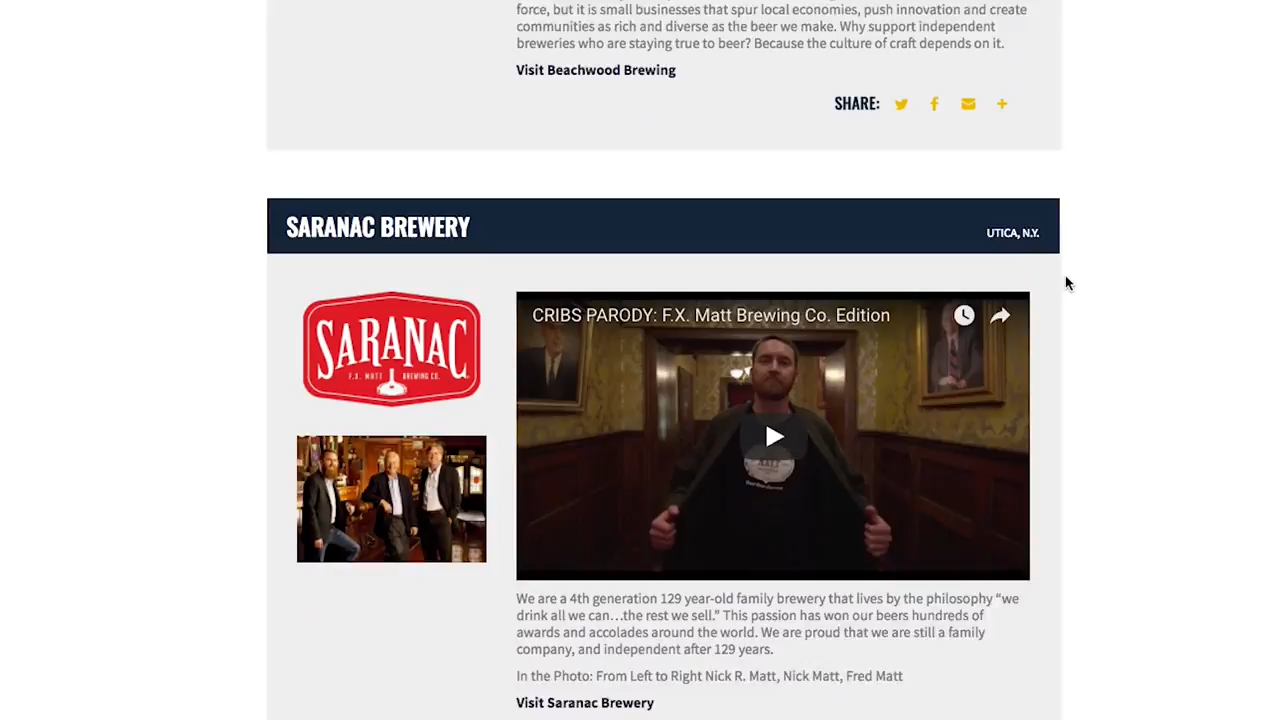 force, but it is small businesses that spur local economies, push innovation and create
communities as rich and diverse as the beer we make. Why support independent
breweries who are staying true to beer? Because the culture of craft depends on it.
Visit Beachwood Brewing
SHARE:
SARANAC BREWERY
UTICA, N.Y.
SARANAC
F.X. MATT BREWING CO.
CRIBS PARODY: F.X. Matt Brewing Co. Edition
We are a 4th generation 129 year-old family brewery that lives by the philosophy “we
drink all we can…the rest we sell.” This passion has won our beers hundreds of
awards and accolades around the world. We are proud that we are still a family
company, and independent after 129 years.
In the Photo: From Left to Right Nick R. Matt, Nick Matt, Fred Matt
Visit Saranac Brewery